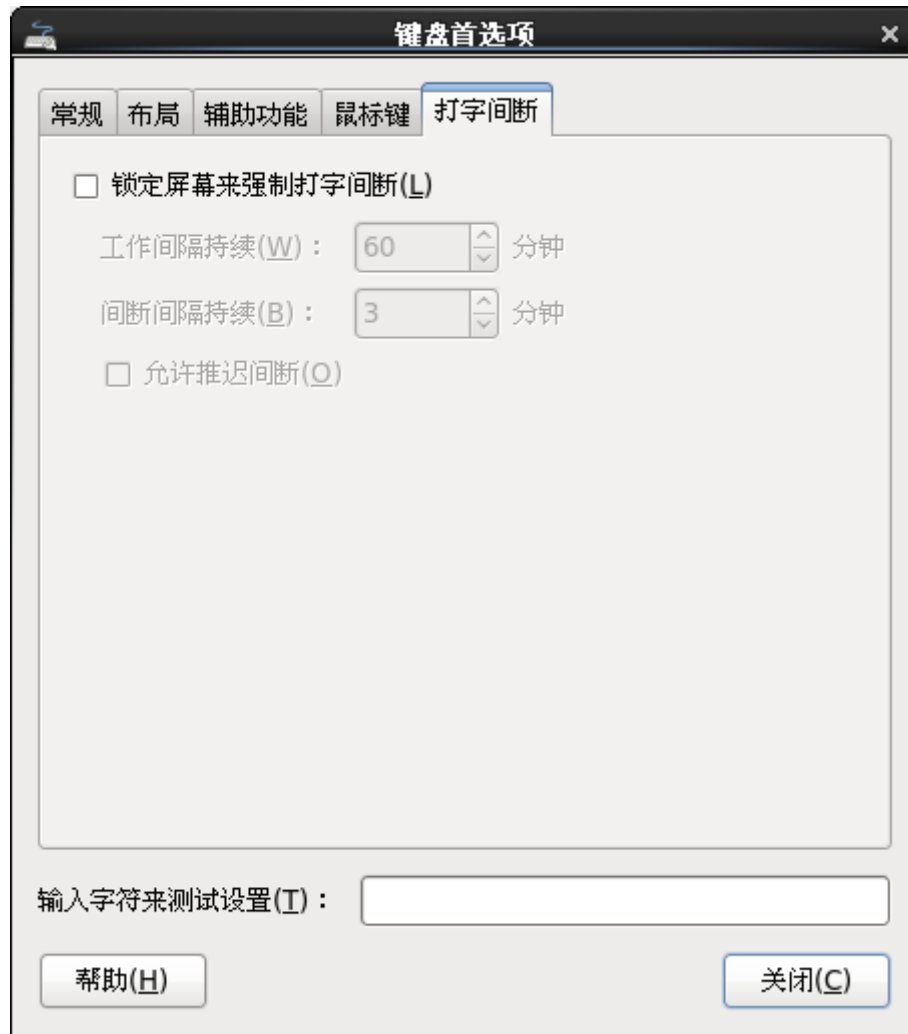 键盘首选项
常规 布局 辅助功能 鼠标键 打字间断
锁定屏幕来强制打字间断(L)
工作间隔持续(W)： 60 分钟
间断间隔持续(B)： 3 分钟
允许推迟间断(O)
输入字符来测试设置(T)：
帮助(H) 关闭(C)